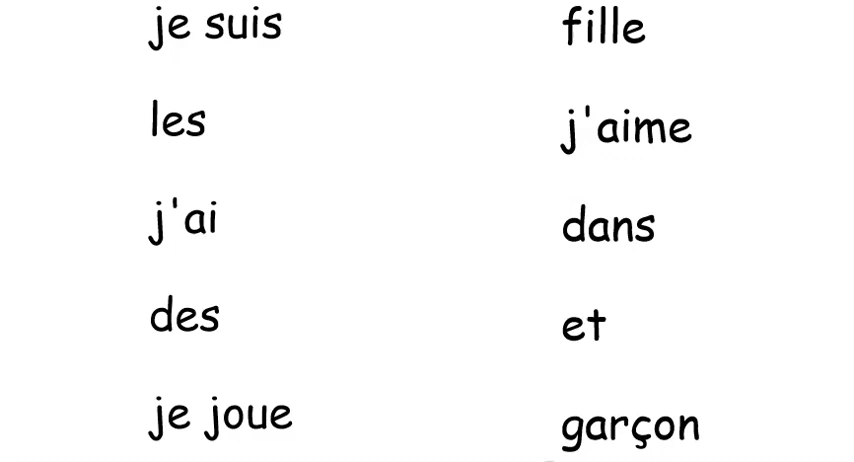 je suis
les
j'ai
des
je joue
fille
j'aime
dans
et
garçon